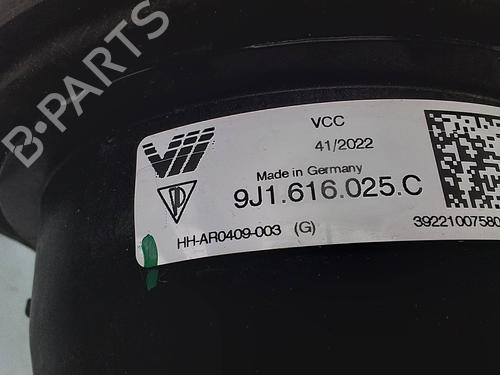 B-PARTS
VCC
41/2022
Made in Germany
9J1.616.025.C
HH-AR0409-003 (G)
39221007580